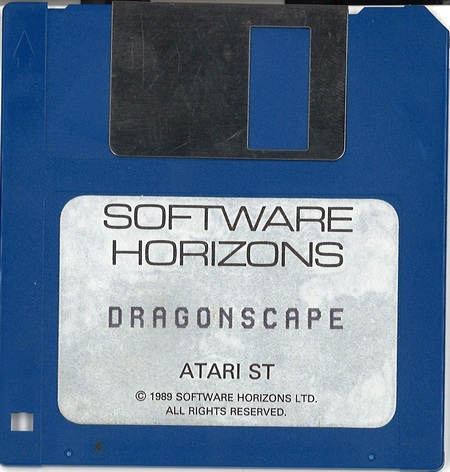 SOFTWARE
HORIZONS
DRAGONSCAPE
ATARI ST
© 1989 SOFTWARE HORIZONS LTD.
ALL RIGHTS RESERVED.